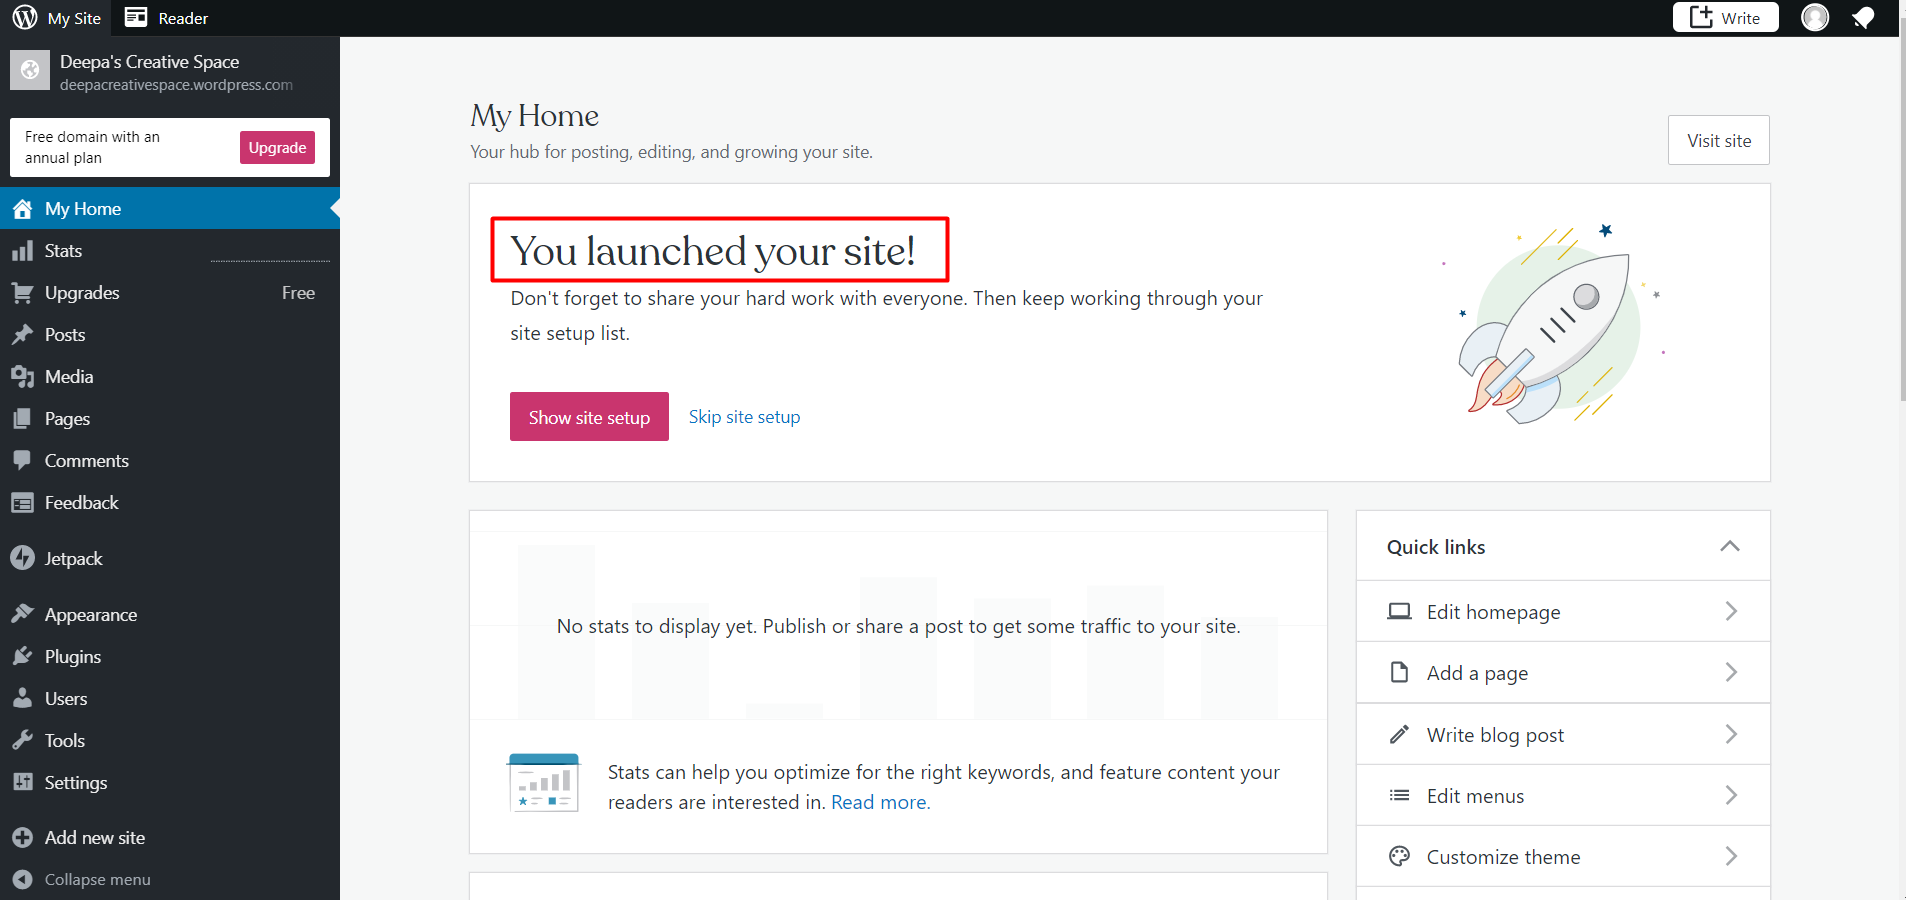 My Site
Reader
Write
Deepa's Creative Space
deepacreativespace.wordpress.com
Free domain with an
annual plan
Upgrade
My Home
Stats
Upgrades Free
Posts
Media
Pages
Comments
Feedback
Jetpack
Appearance
Plugins
Users
Tools
Settings
Add new site
Collapse menu
My Home
Your hub for posting, editing, and growing your site.
Visit site
You launched your site!
Don't forget to share your hard work with everyone. Then keep working through your
site setup list.
Show site setup
Skip site setup
No stats to display yet. Publish or share a post to get some traffic to your site.
Stats can help you optimize for the right keywords, and feature content your
readers are interested in. Read more.
Quick links
Edit homepage
Add a page
Write blog post
Edit menus
Customize theme